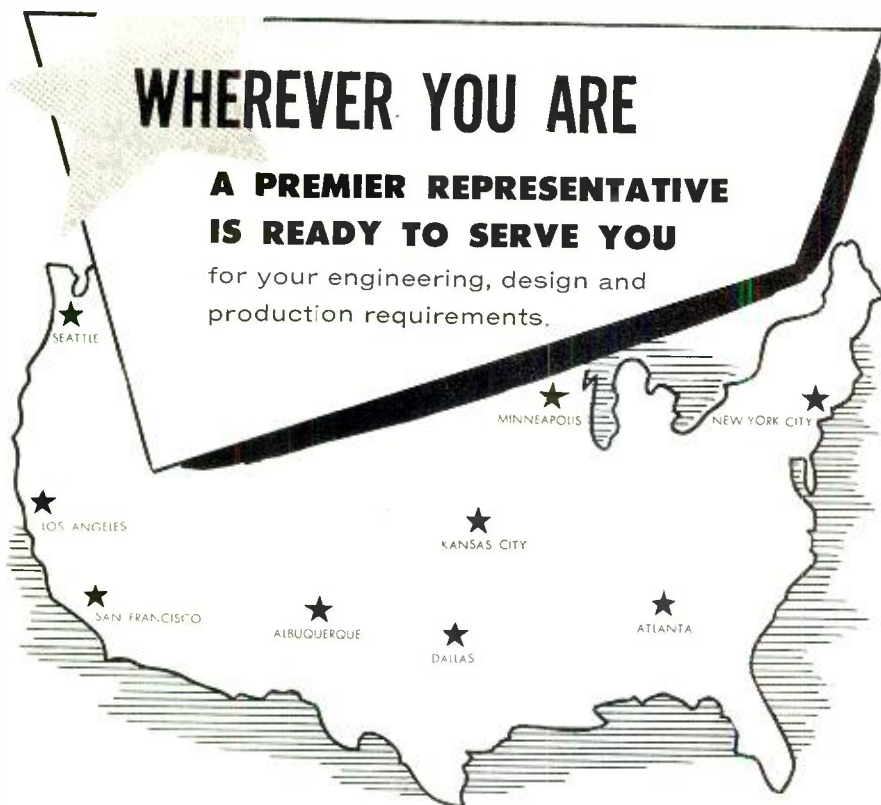 WHEREVER YOU ARE
A PREMIER REPRESENTATIVE
IS READY TO SERVE YOU
for your engineering, design and
production requirements.
SEATTLE
MINNEAPOLIS
NEW YORK CITY
LOS ANGELES
KANSAS CITY
SAN FRANCISCO
ALBUQUERQUE
DALLAS
ATLANTA